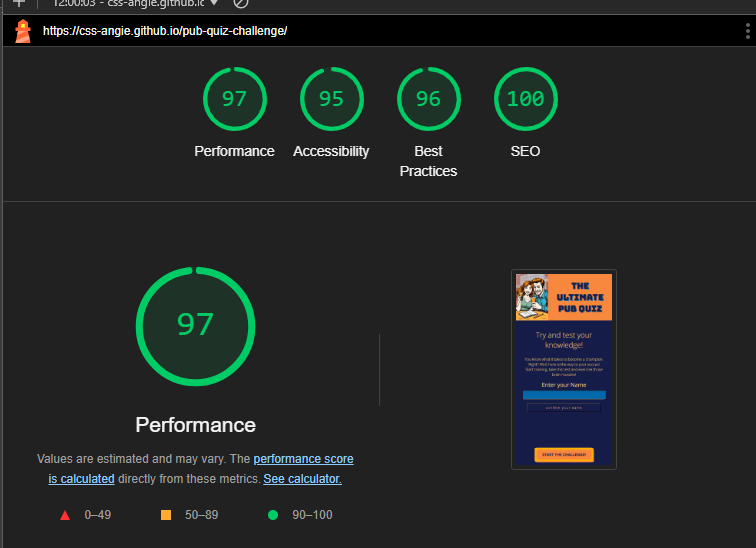 12:00:03 - css-angie.github.ic
https://css-angie.github.io/pub-quiz-challenge/
97
95
96
100
Performance
Accessibility
Best
Practices
SEO
97
THE
ULTIMATE
PUB QUIZ
Try and test your
knowledge!
Enter your Name
START THE CHALLENGE!
Performance
Values are estimated and may vary. The performance score
is calculated directly from these metrics. See calculator.
0–49
50–89
90–100